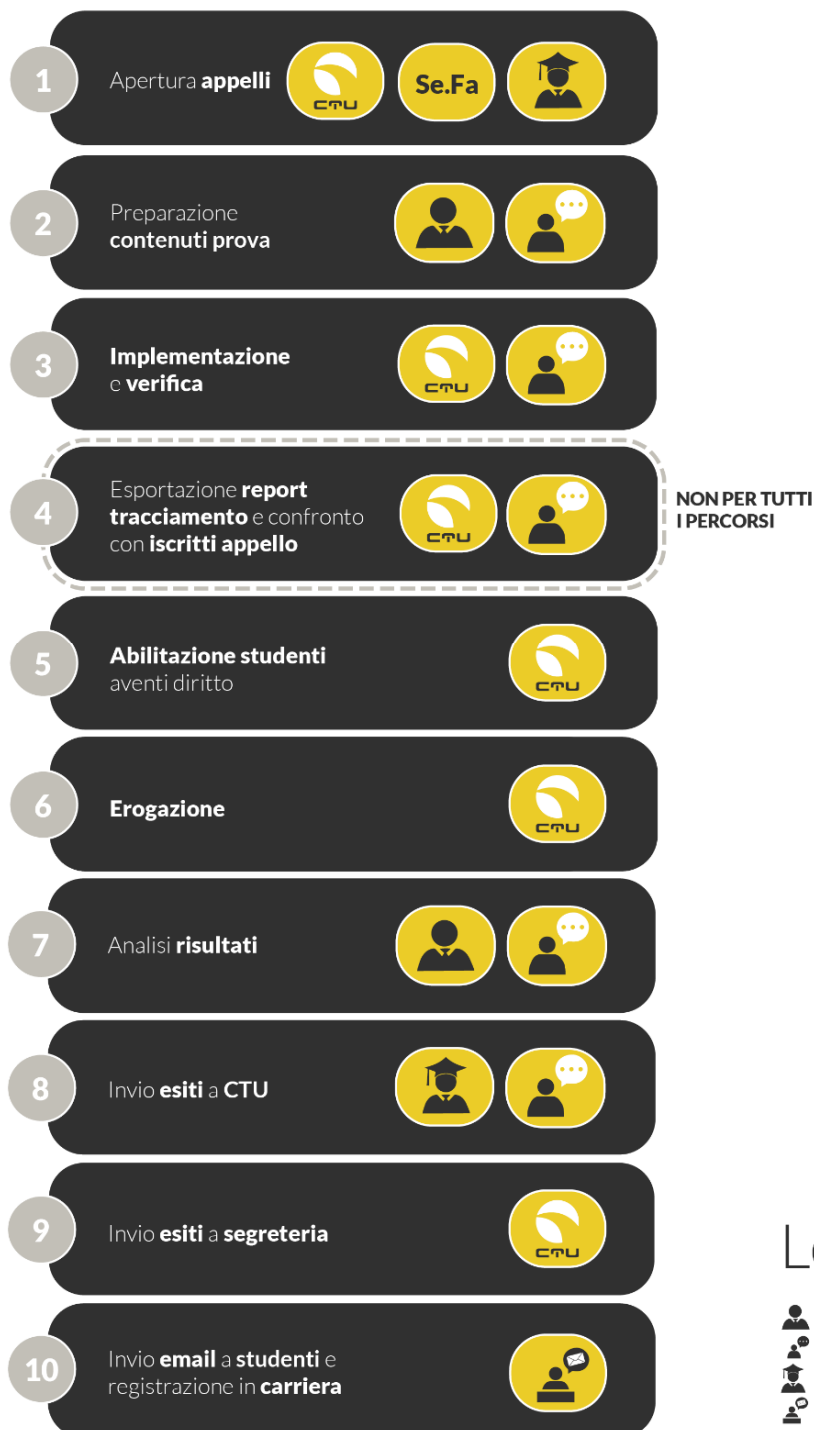 1
Apertura appelli
CTU
Se.Fa
2
Preparazione
contenuti prova
3
Implementazione
e verifica
CTU
4
Esportazione report
tracciamento e confronto
con iscritti appello
CTU
NON PER TUTTI
I PERCORSI
5
Abilitazione studenti
aventi diritto
CTU
6
Erogazione
CTU
7
Analisi risultati
8
Invio esiti a CTU
9
Invio esiti a segreteria
CTU
10
Invio email a studenti e
registrazione in carriera